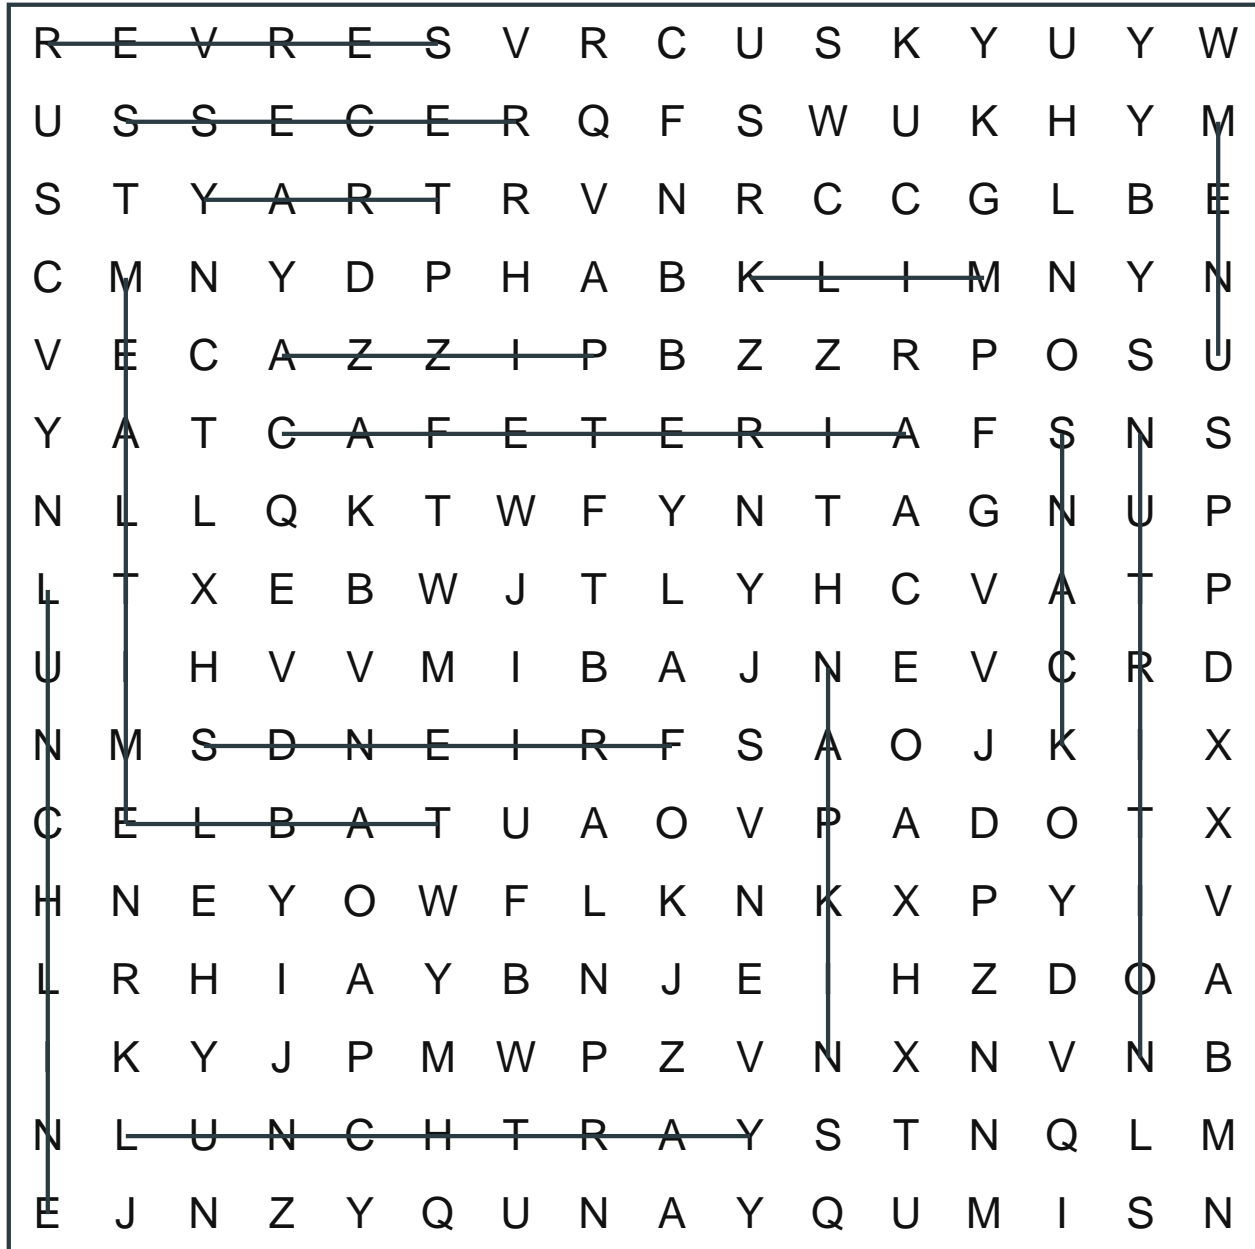 R E V R E S V R C U S K Y U Y W
U S S E C E R Q F S W U K H Y M
S T Y A R T R V N R C C G L B E
C M N Y D P H A B K L I M N Y N
V E C A Z Z I P B Z Z R P O S U
Y A T C A F E T E R I A F S N S
N L L Q K T W F Y N T A G N U P
L T X E B W J T L Y H C V A T P
U I H V V M I B A J N E V C R D
N M S D N E I R F S A O J K I X
C E L B A T U A O V P A D O T X
H N E Y O W F L K N K X P Y I V
L R H I A Y B N J E I H Z D O A
I K Y J P M W P Z V N X N V N B
N L U N C H T R A Y S T N Q L M
E J N Z Y Q U N A Y Q U M I S N